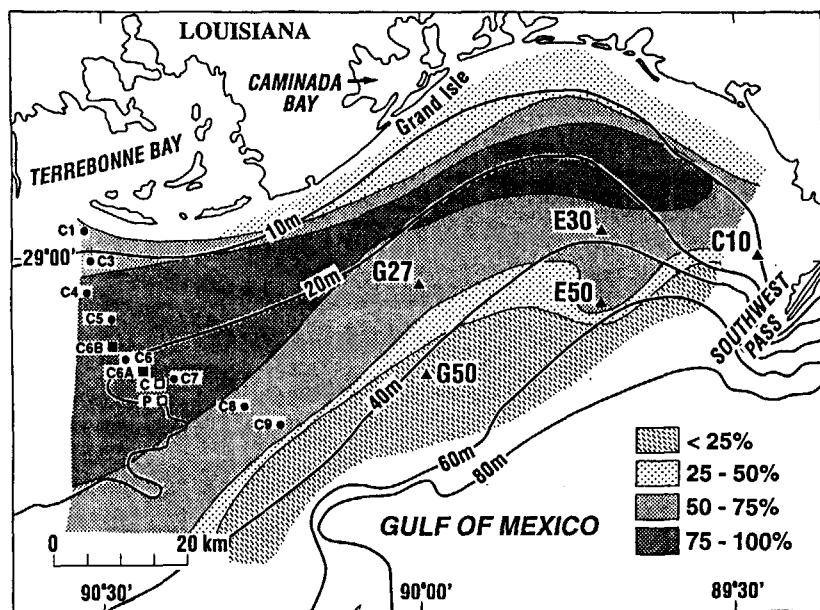 LOUISIANA
CAMINADA
BAY
Grand Isle
TERREBONNE BAY
C1
10m
E30
C10
29°00'
C3
20m
G27
C4
E50
SOUTHWEST
PASS
C5
C6B
C6
C6A
C7
C
P
G50
40m
C8
C9
60m
80m
< 25%
25 - 50%
50 - 75%
75 - 100%
GULF OF MEXICO
0 20 km
90°30' 90°00' 89°30'